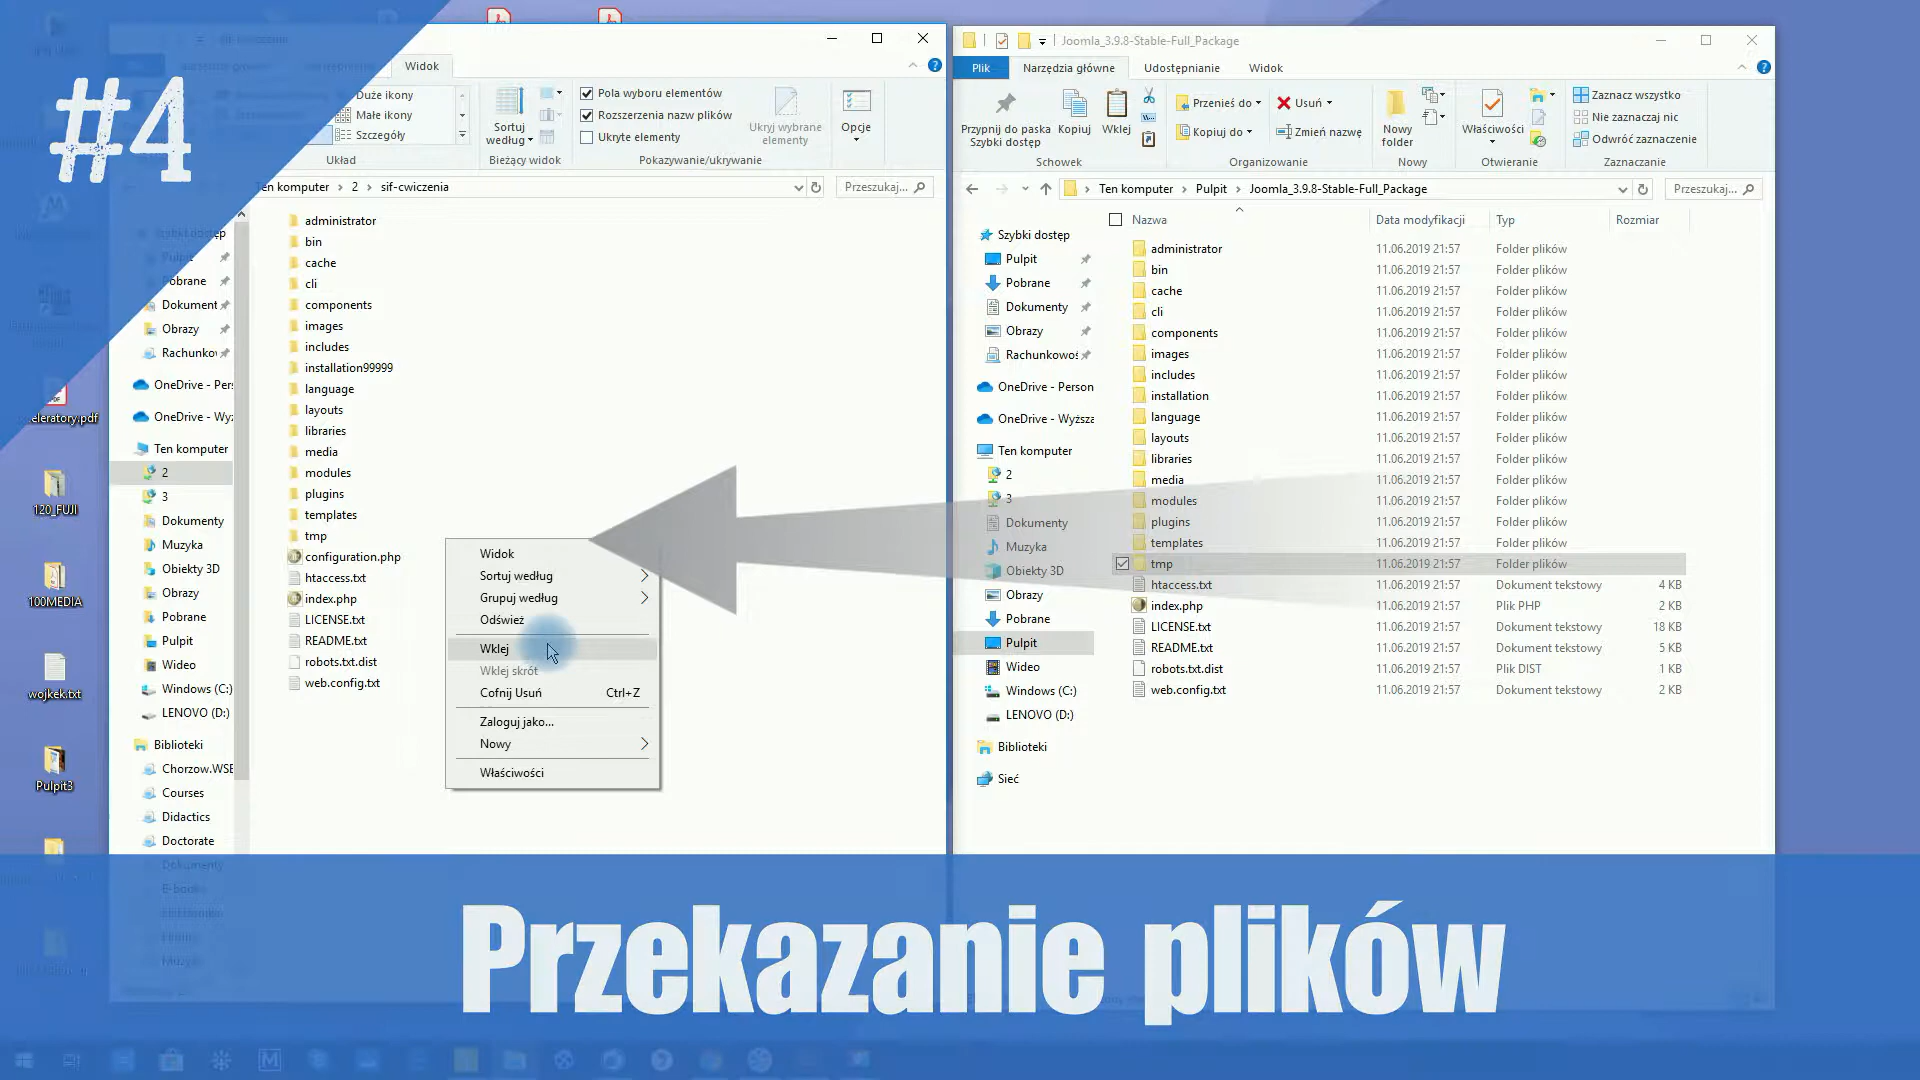 #4
Widok
Duże ikony
Małe ikony
Szczegóły
Układ
Sortuj
według
Bieżący widok
Pola wyboru elementów
Rozszerzenia nazw plików
Ukryte elementy
Ukryj wybrane
elementy
Pokazywanie/ukrywanie
Opcje
Ten komputer > 2 > sif-cwiczenia
Przeszukaj...
Pobrane
Dokument
Obrazy
Rachunkov
OneDrive - Pers
OneDrive - Wyż
Ten komputer
2
3
Dokumenty
Muzyka
Obiekty 3D
Obrazy
Pobrane
Pulpit
Wideo
Windows (C:)
LENOVO (D:)
Biblioteki
Chorzow.WSE
Courses
Didactics
Doctorate
Dokumenty
E-books
administrator
bin
cache
cli
components
images
includes
installation99999
language
layouts
libraries
media
modules
plugins
templates
tmp
configuration.php
htaccess.txt
index.php
LICENSE.txt
README.txt
robots.txt.dist
web.config.txt
Widok
Sortuj według
Grupuj według
Odśwież
Wklej
Wklej skrót
Cofnij Usuń Ctrl+Z
Zaloguj jako...
Nowy
Właściwości
eleratory.pdf
120_FUJI
100MEDIA
wojkek.txt
Pulpit3
Joomla_3.9.8-Stable-Full_Package
Plik Narzędzia główne Udostępnianie Widok
Przypnij do paska
Szybki dostęp
Kopiuj
Wklej
Schowek
Przenieś do
Kopiuj do
Usuń
Zmień nazwę
Organizowanie
Nowy
folder
Nowy
Właściwości
Otwieranie
Zaznacz wszystko
Nie zaznaczaj nic
Odwróć zaznaczenie
Zaznaczanie
Ten komputer > Pulpit > Joomla_3.9.8-Stable-Full_Package
Przeszukaj...
Szybki dostęp
Pulpit
Pobrane
Dokumenty
Obrazy
Rachunkowoś
OneDrive - Person
OneDrive - Wyższa
Ten komputer
2
3
Dokumenty
Muzyka
Obiekty 3D
Obrazy
Pobrane
Pulpit
Wideo
Windows (C:)
LENOVO (D:)
Biblioteki
Sieć
Nazwa Data modyfikacji Typ Rozmiar
administrator 11.06.2019 21:57 Folder plików
bin 11.06.2019 21:57 Folder plików
cache 11.06.2019 21:57 Folder plików
cli 11.06.2019 21:57 Folder plików
components 11.06.2019 21:57 Folder plików
images 11.06.2019 21:57 Folder plików
includes 11.06.2019 21:57 Folder plików
installation 11.06.2019 21:57 Folder plików
language 11.06.2019 21:57 Folder plików
layouts 11.06.2019 21:57 Folder plików
libraries 11.06.2019 21:57 Folder plików
media 11.06.2019 21:57 Folder plików
modules 11.06.2019 21:57 Folder plików
plugins 11.06.2019 21:57 Folder plików
templates 11.06.2019 21:57 Folder plików
tmp 11.06.2019 21:57 Folder plików
htaccess.txt 11.06.2019 21:57 Dokument tekstowy 4 KB
index.php 11.06.2019 21:57 Plik PHP 2 KB
LICENSE.txt 11.06.2019 21:57 Dokument tekstowy 18 KB
README.txt 11.06.2019 21:57 Dokument tekstowy 5 KB
robots.txt.dist 11.06.2019 21:57 Plik DIST 1 KB
web.config.txt 11.06.2019 21:57 Dokument tekstowy 2 KB
Przekazanie plików